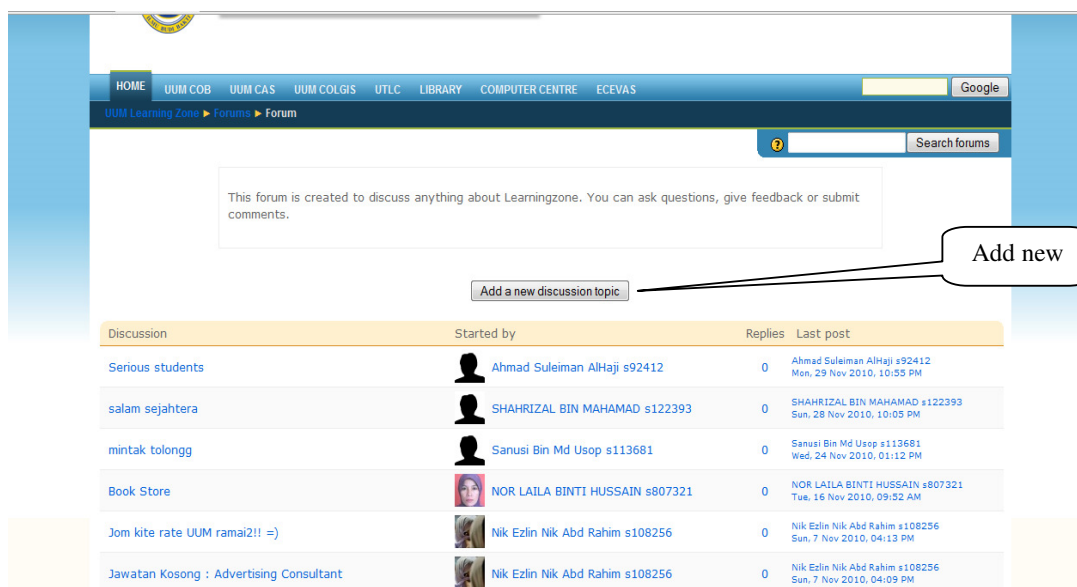 HOME UUM COB UUM CAS UUM COLGIS UTLC LIBRARY COMPUTER CENTRE ECEVAS Google
UUM Learning Zone ► Forums ► Forum
? Search forums
This forum is created to discuss anything about Learningzone. You can ask questions, give feedback or submit
comments.
Add new
Add a new discussion topic
Discussion Started by Replies Last post
Serious students Ahmad Suleiman AlHaji s92412 0 Ahmad Suleiman AlHaji s92412
Mon, 29 Nov 2010, 10:55 PM
salam sejahtera SHAHRIZAL BIN MAHAMAD s122393 0 SHAHRIZAL BIN MAHAMAD s122393
Sun, 28 Nov 2010, 10:05 PM
mintak tolongg Sanusi Bin Md Usop s113681 0 Sanusi Bin Md Usop s113681
Wed, 24 Nov 2010, 01:12 PM
Book Store NOR LAILA BINTI HUSSAIN s807321 0 NOR LAILA BINTI HUSSAIN s807321
Tue, 16 Nov 2010, 09:52 AM
Jom kite rate UUM ramai2!! =) Nik Ezlin Nik Abd Rahim s108256 0 Nik Ezlin Nik Abd Rahim s108256
Sun, 7 Nov 2010, 04:13 PM
Jawatan Kosong : Advertising Consultant Nik Ezlin Nik Abd Rahim s108256 0 Nik Ezlin Nik Abd Rahim s108256
Sun, 7 Nov 2010, 04:09 PM